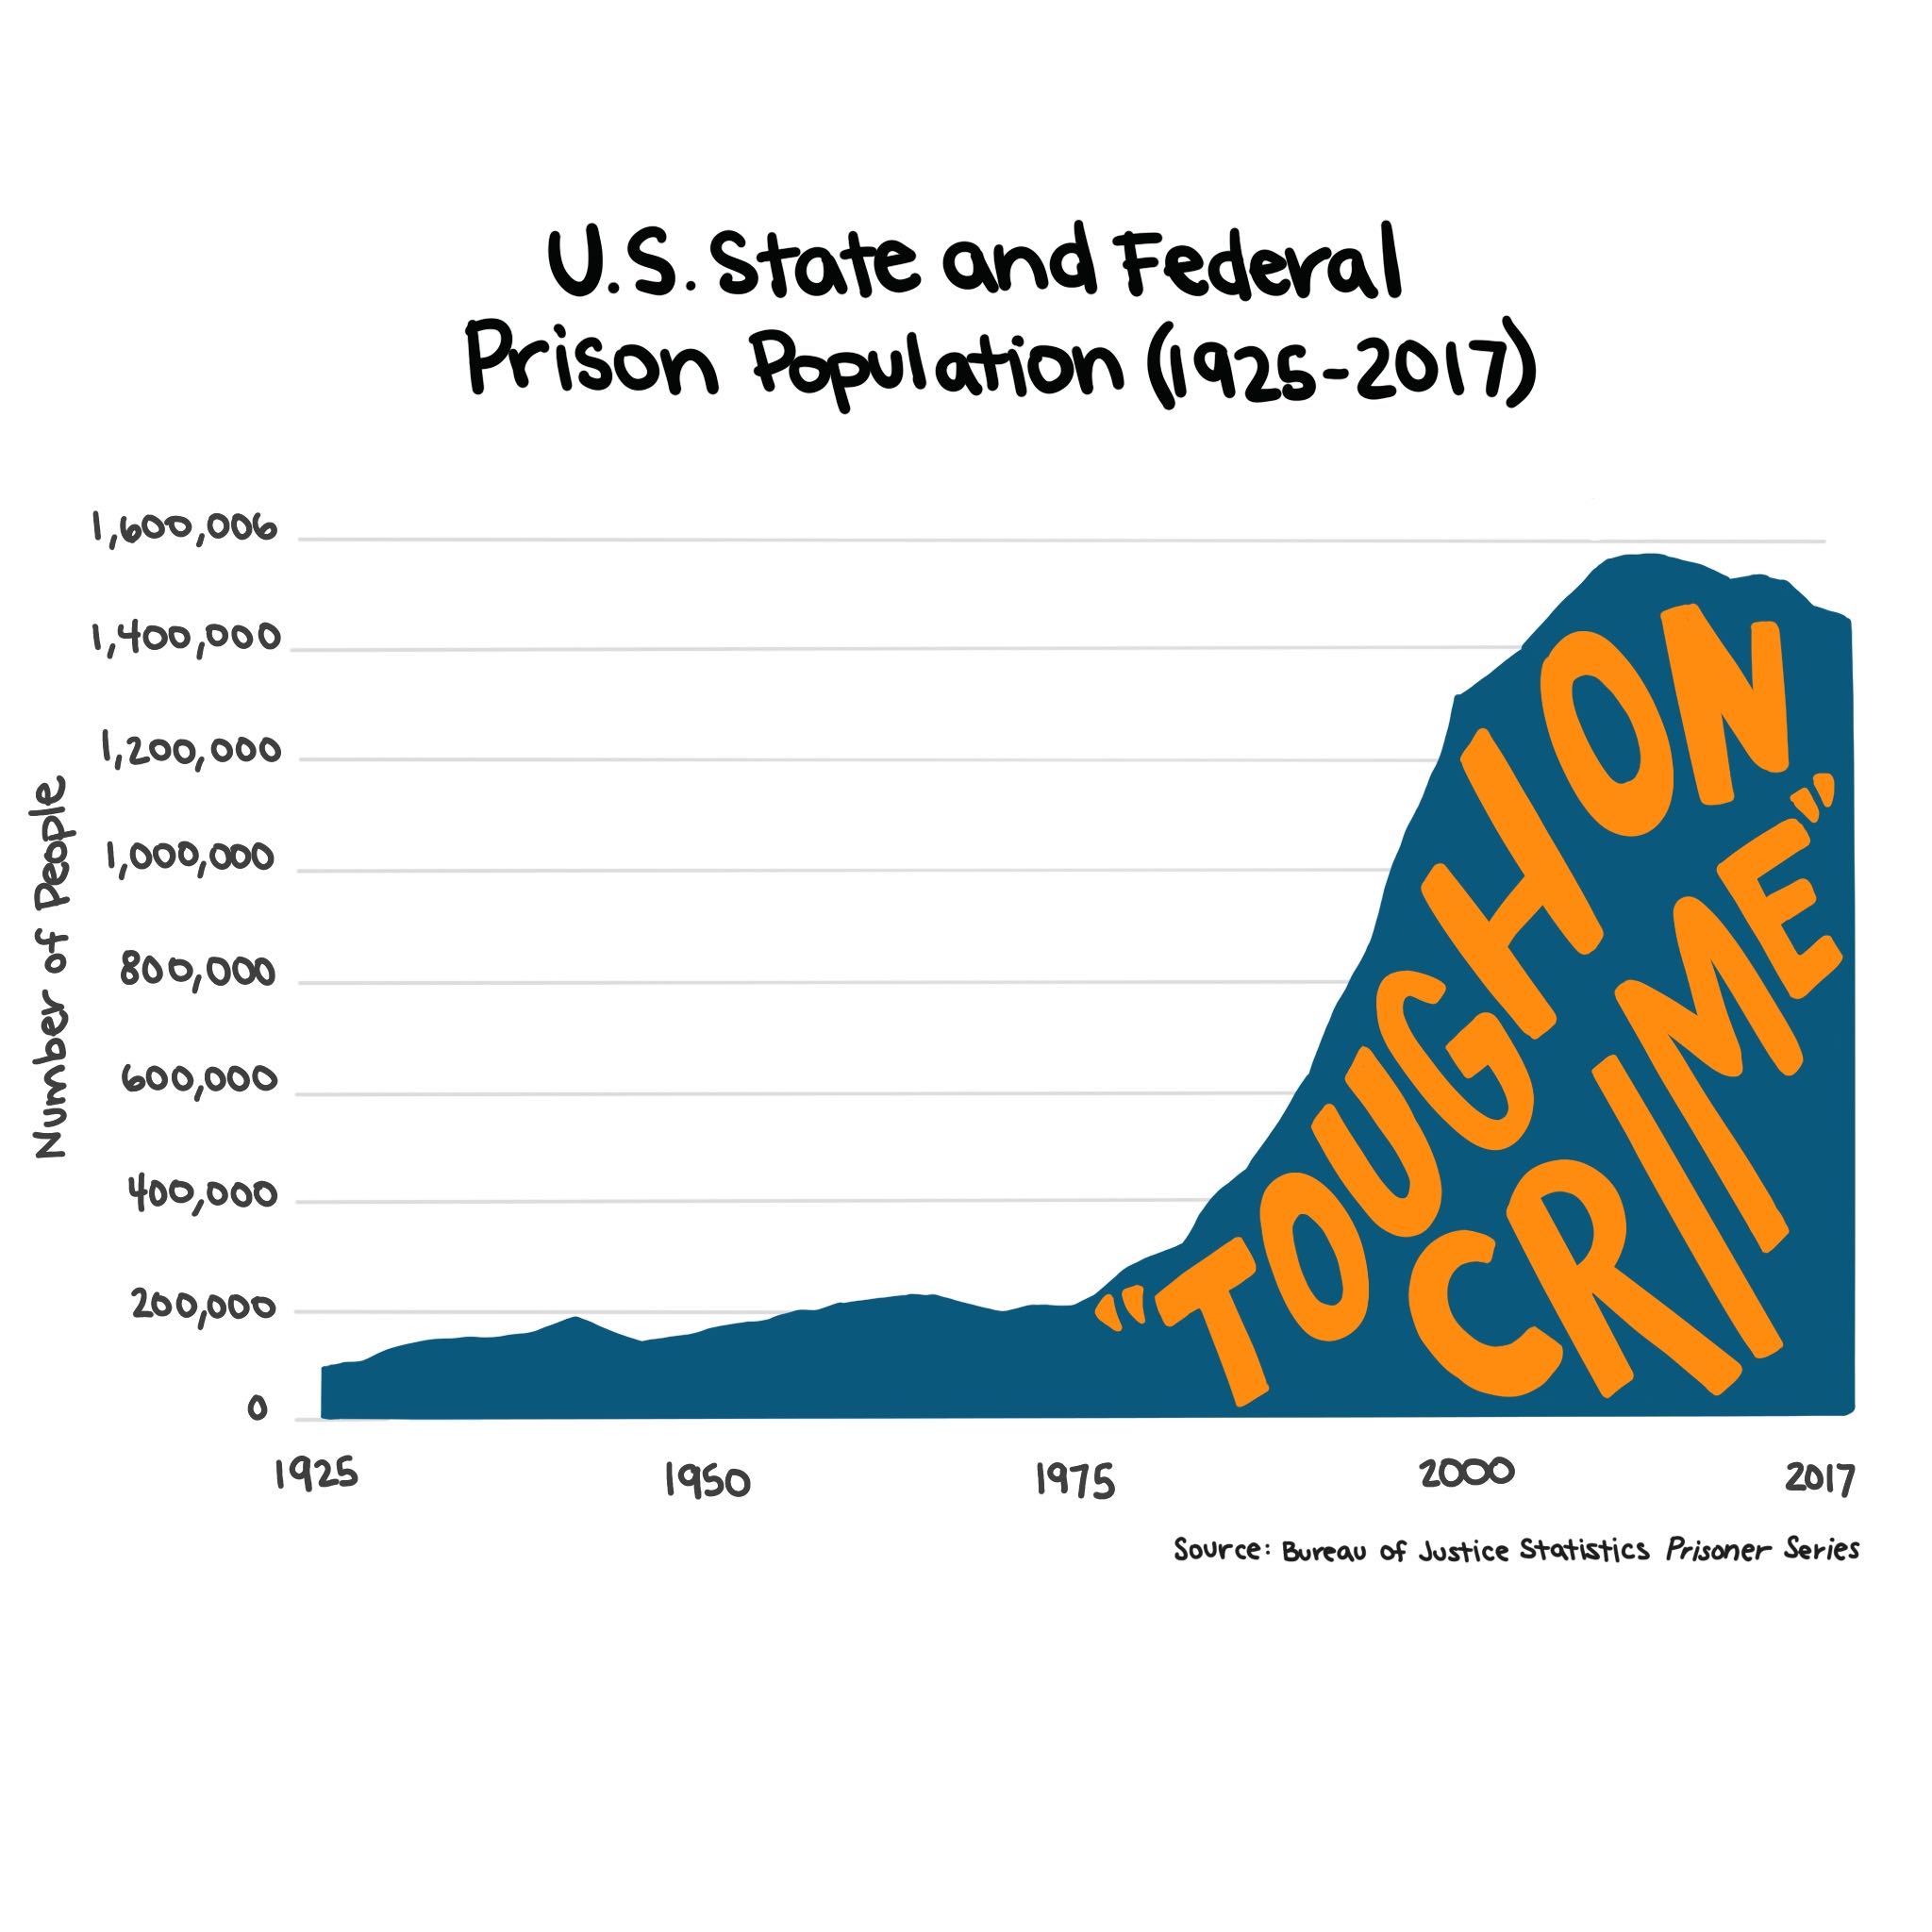 U.S. State and Federal
Prison Population (1925-2017)
1,600,006
1,400,000
1,200,000
1,000,000
800,000
600,000
400,000
200,000
0
Number of People
"TOUGH ON
CRIME"
1925
1950
1975
2000
2017
Source: Bureau of Justice Statistics Prisoner Series